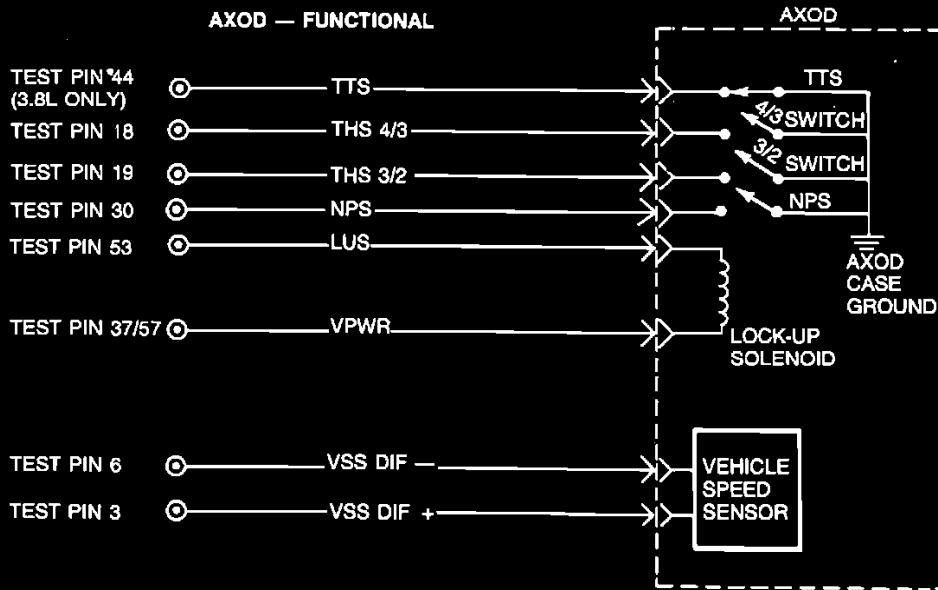 AXOD — FUNCTIONAL
AXOD
TEST PIN 44
(3.8L ONLY)
TTS
TTS
TEST PIN 18
THS 4/3
4/3 SWITCH
TEST PIN 19
THS 3/2
3/2 SWITCH
TEST PIN 30
NPS
NPS
TEST PIN 53
LUS
AXOD
CASE
GROUND
TEST PIN 37/57
VPWR
LOCK-UP
SOLENOID
TEST PIN 6
VSS DIF —
TEST PIN 3
VSS DIF +
VEHICLE
SPEED
SENSOR